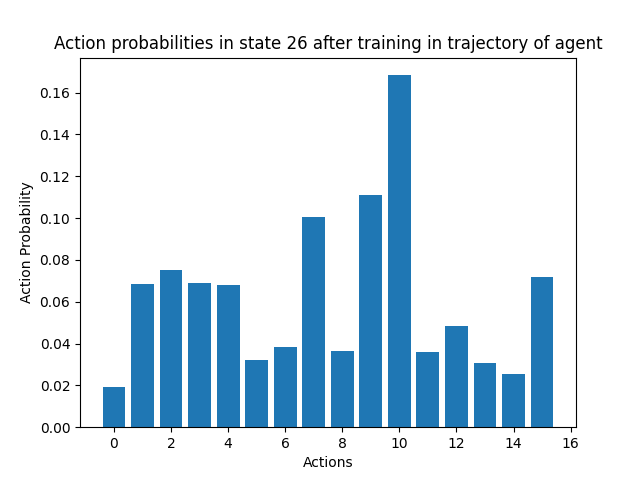 Action probabilities in state 26 after training in trajectory of agent
Action Probability
0.16
0.14
0.12
0.10
0.08
0.06
0.04
0.02
0.00
0 2 4 6 8 10 12 14 16
Actions